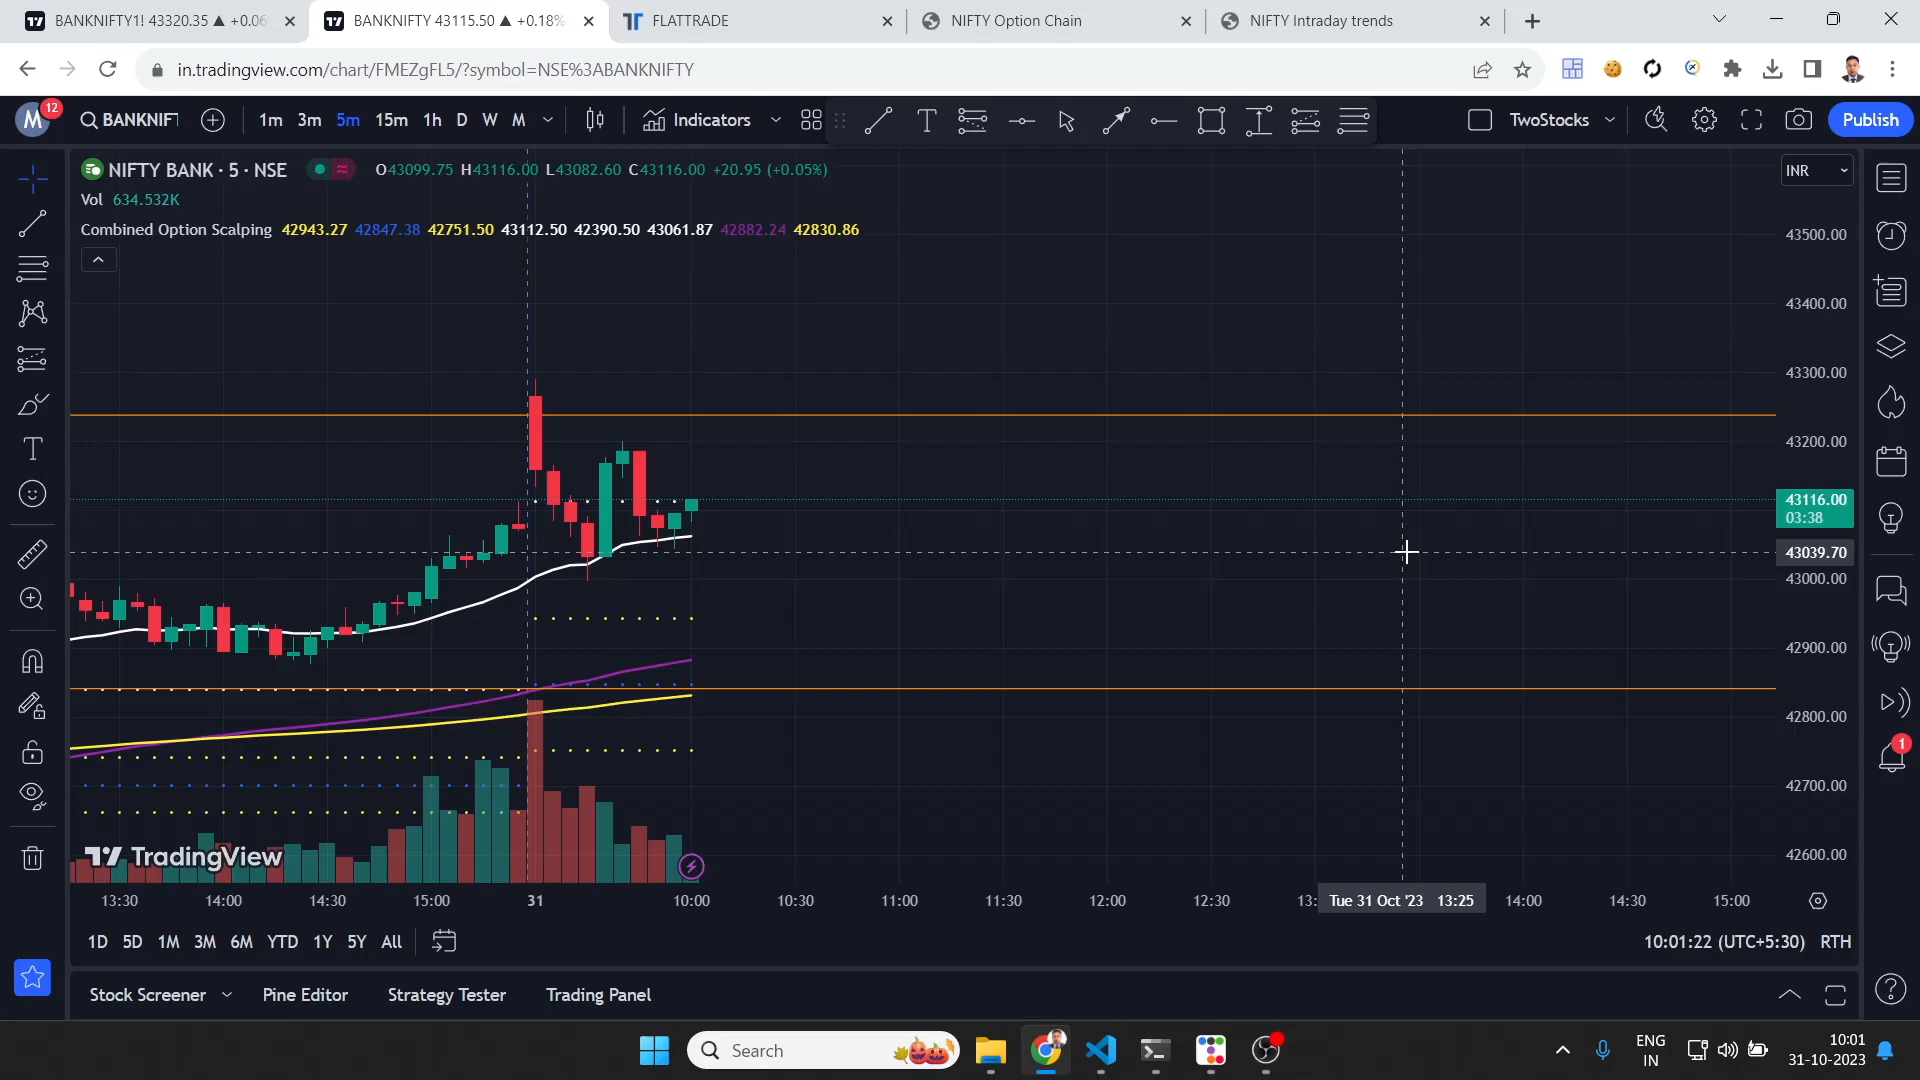 BANKNIFTY1! 43320.35 ▲ +0.06
BANKNIFTY 43115.50 ▲ +0.18%
FLATTRADE
NIFTY Option Chain
NIFTY Intraday trends
in.tradingview.com/chart/FMEZgFL5/?symbol=NSE%3ABANKNIFTY
M
12
BANKNIFT
1m 3m 5m 15m 1h D W M
Indicators
TwoStocks
Publish
NIFTY BANK · 5 · NSE
O43099.75 H43116.00 L43082.60 C43116.00 +20.95 (+0.05%)
INR
Vol 634.532K
Combined Option Scalping 42943.27 42847.38 42751.50 43112.50 42390.50 43061.87 42882.24 42830.86
43500.00
43400.00
43300.00
43200.00
43116.00
03:38
43039.70
43000.00
42900.00
42800.00
42700.00
42600.00
1
TradingView
13:30 14:00 14:30 15:00 31 10:00 10:30 11:00 11:30 12:00 12:30 13: Tue 31 Oct '23 13:25 14:00 14:30 15:00
1D 5D 1M 3M 6M YTD 1Y 5Y All
10:01:22 (UTC+5:30) RTH
Stock Screener Pine Editor Strategy Tester Trading Panel
Search
ENG
IN
10:01
31-10-2023